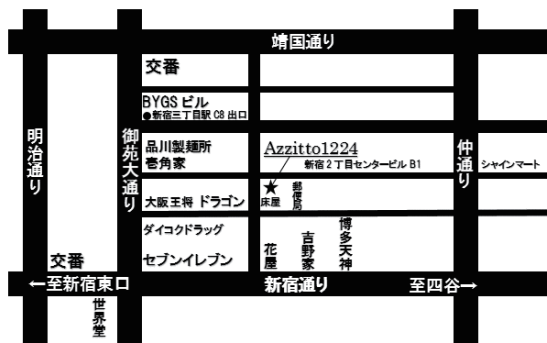 靖国通り
交番
BYGSビル
●新宿三丁目駅 C8 出口
明治通り
御苑大通り
仲通り
品川製麺所
壱角家
Azzitto1224
新宿2丁目センタービル B1
シャインマート
大阪王将 ドラゴン
★
床屋
郵便局
ダイコクドラッグ
セブンイレブン
花屋
吉野家
博多天神
交番
←至新宿東口
新宿通り
至四谷→
世界堂